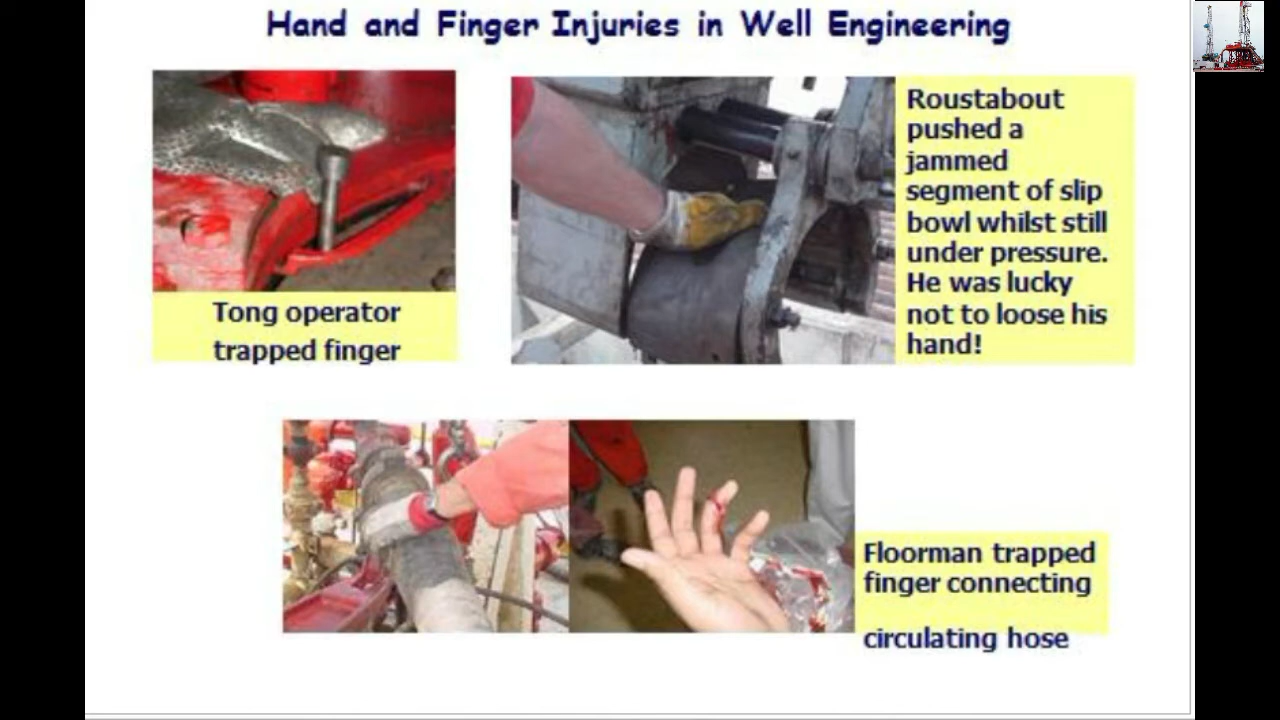 Hand and Finger Injuries in Well Engineering
Tong operator
trapped finger
Roustabout
pushed a
jammed
segment of slip
bowl whilst still
under pressure.
He was lucky
not to loose his
hand!
Floorman trapped
finger connecting
circulating hose